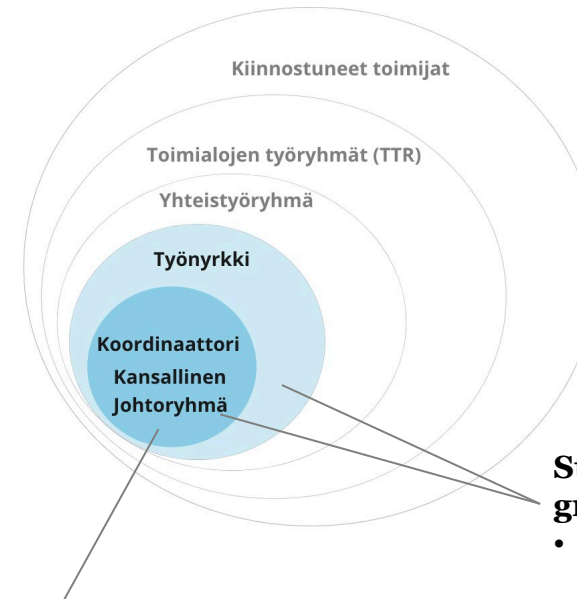 Kiinnostuneet toimijat
Toimialojen työryhmät (TTR)
Yhteistyöryhmä
Työnyrkki
Koordinaattori
Kansallinen
Johtoryhmä
•